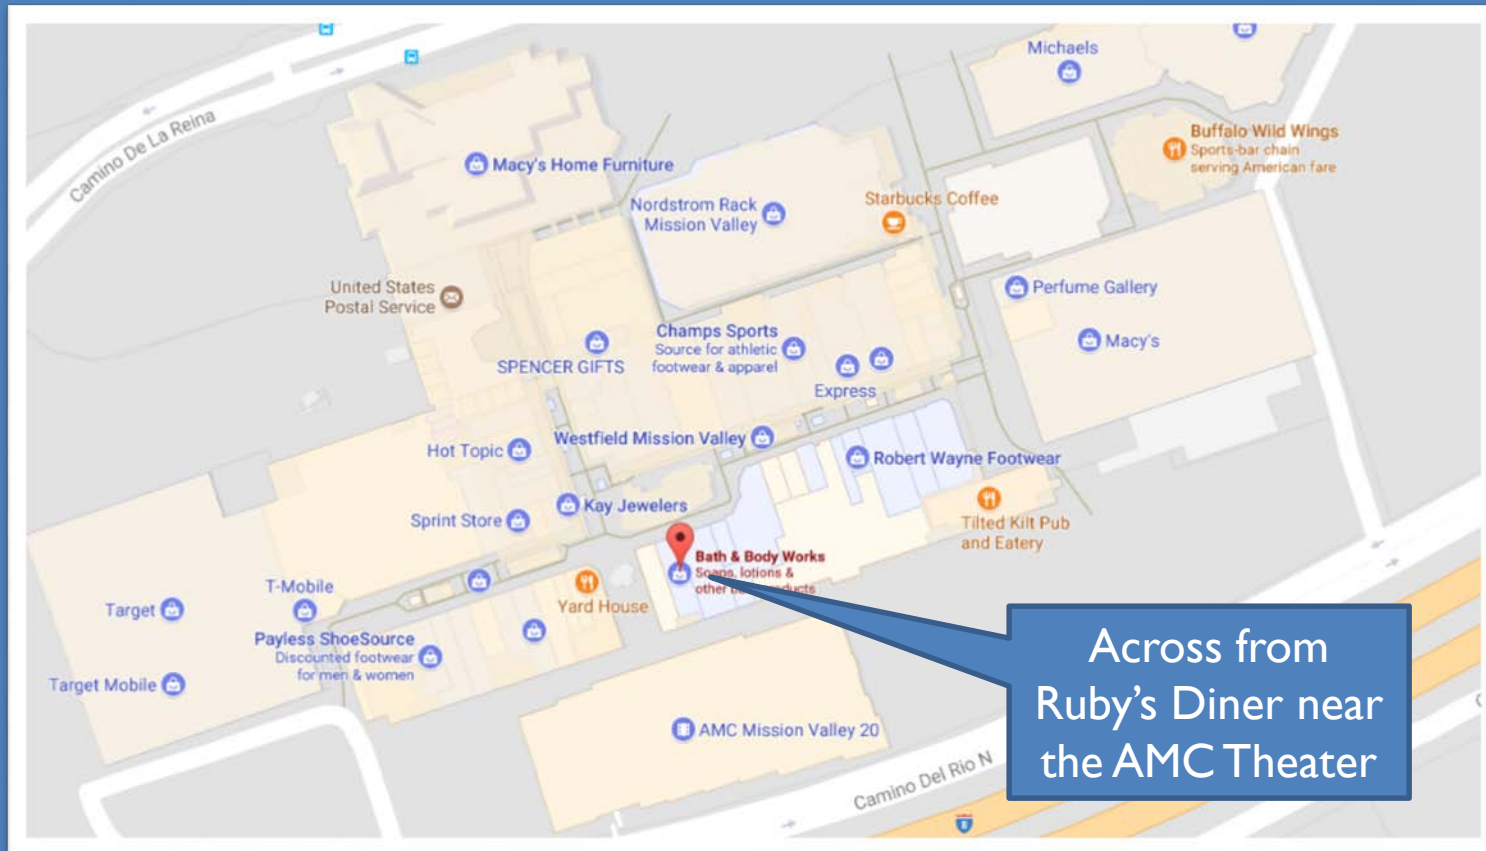 Michaels
Camino De La Reina
Buffalo Wild Wings
Sports-bar chain
serving American fare
Macy's Home Furniture
Nordstrom Rack
Mission Valley
Starbucks Coffee
United States
Postal Service
Perfume Gallery
Champs Sports
Source for athletic
footwear & apparel
Macy's
SPENCER GIFTS
Express
Westfield Mission Valley
Hot Topic
Robert Wayne Footwear
Kay Jewelers
Sprint Store
Tilted Kilt Pub
and Eatery
Bath & Body Works
Soaps, lotions &
other products
T-Mobile
Yard House
Target
Payless ShoeSource
Discounted footwear
for men & women
Target Mobile
AMC Mission Valley 20
Across from
Ruby's Diner near
the AMC Theater
Camino Del Rio N
8